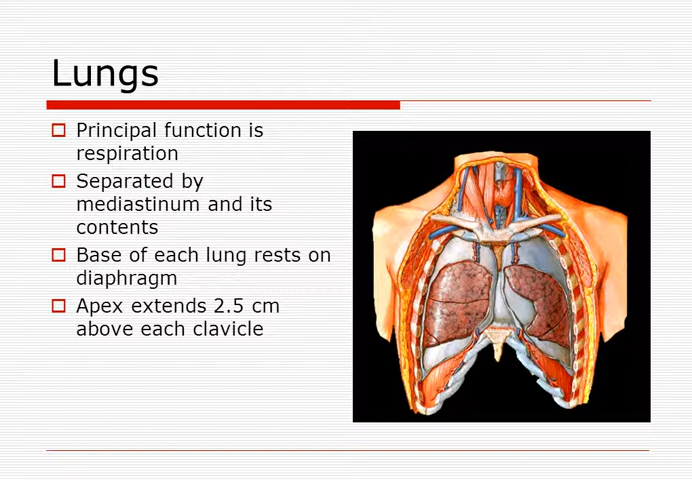 Lungs
Principal function is
respiration
Separated by
mediastinum and its
contents
Base of each lung rests on
diaphragm
Apex extends 2.5 cm
above each clavicle